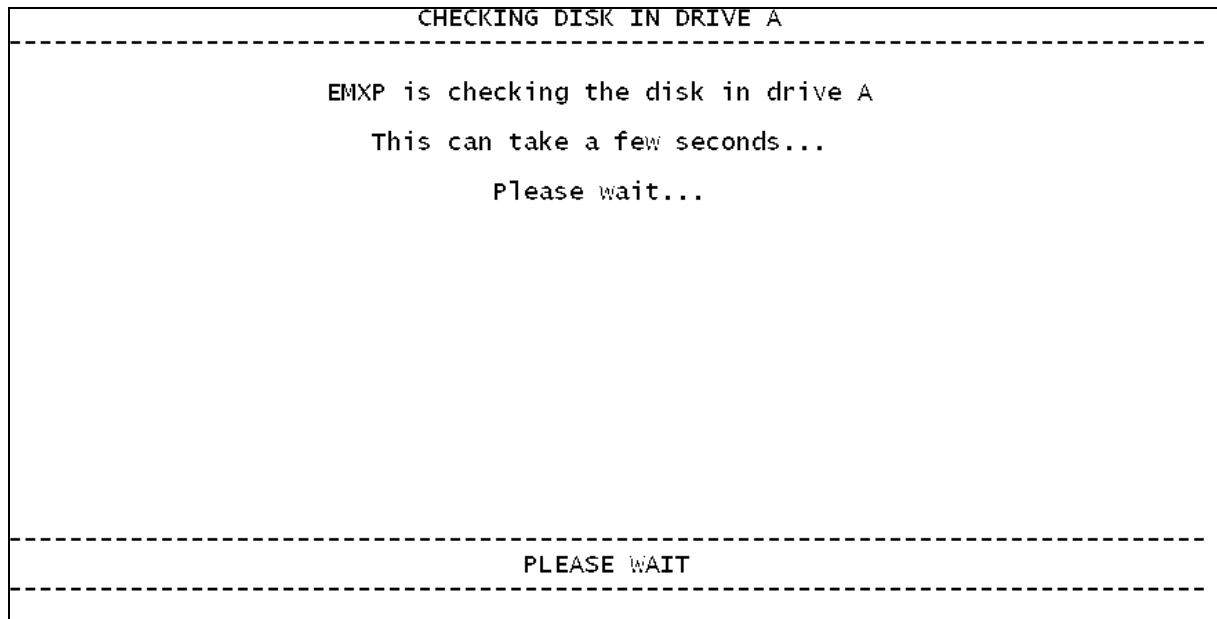 CHECKING DISK IN DRIVE A
EMXP is checking the disk in drive A
This can take a few seconds...
Please wait...
PLEASE WAIT